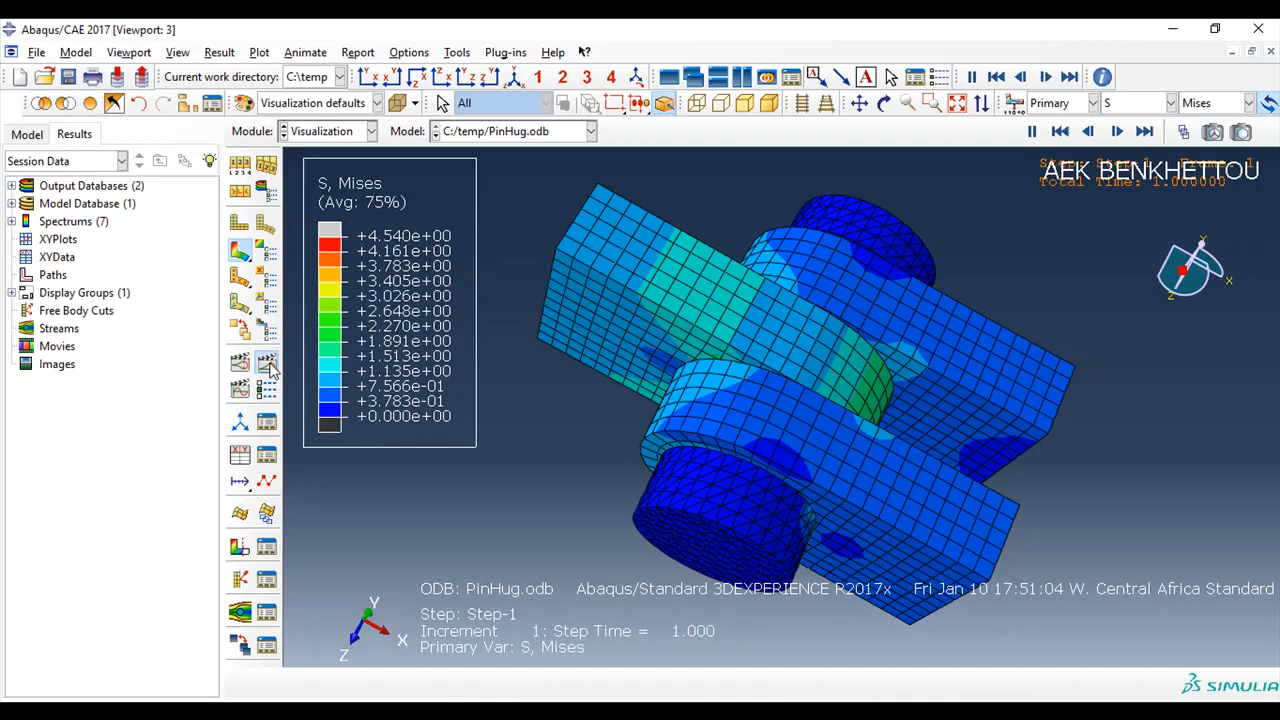 Abaqus/CAE 2017 [Viewport: 3]
File Model Viewport View Result Plot Animate Report Options Tools Plug-ins Help
Current work directory: C:\temp 1 2 3 4
Visualization defaults All Primary S Mises
Model Results Module: Visualization Model: C:/temp/PinHug.odb
Session Data
Output Databases (2)
Model Database (1)
Spectrums (7)
XYPlots
XYData
Paths
Display Groups (1)
Free Body Cuts
Streams
Movies
Images
S, Mises
(Avg: 75%)
+4.540e+00
+4.161e+00
+3.783e+00
+3.405e+00
+3.026e+00
+2.648e+00
+2.270e+00
+1.891e+00
+1.513e+00
+1.135e+00
+7.566e-01
+3.783e-01
+0.000e+00
AEK BENKHETTOU
Total Time: 1.000000
Y
X
Z
ODB: PinHug.odb Abaqus/Standard 3DEXPERIENCE R2017x Fri Jan 10 17:51:04 W. Central Africa Standard
Step: Step-1
Increment 1: Step Time = 1.000
Primary Var: S, Mises
Y
X
Z
SIMULIA